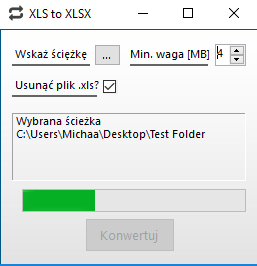 XLS to XLSX
Wskaż ścięžkę ... Min. waga [MB] 4
Usunąć plik .xls?
Wybrana ścieżka
C:\Users\Michaa\Desktop\Test Folder
Konwertuj